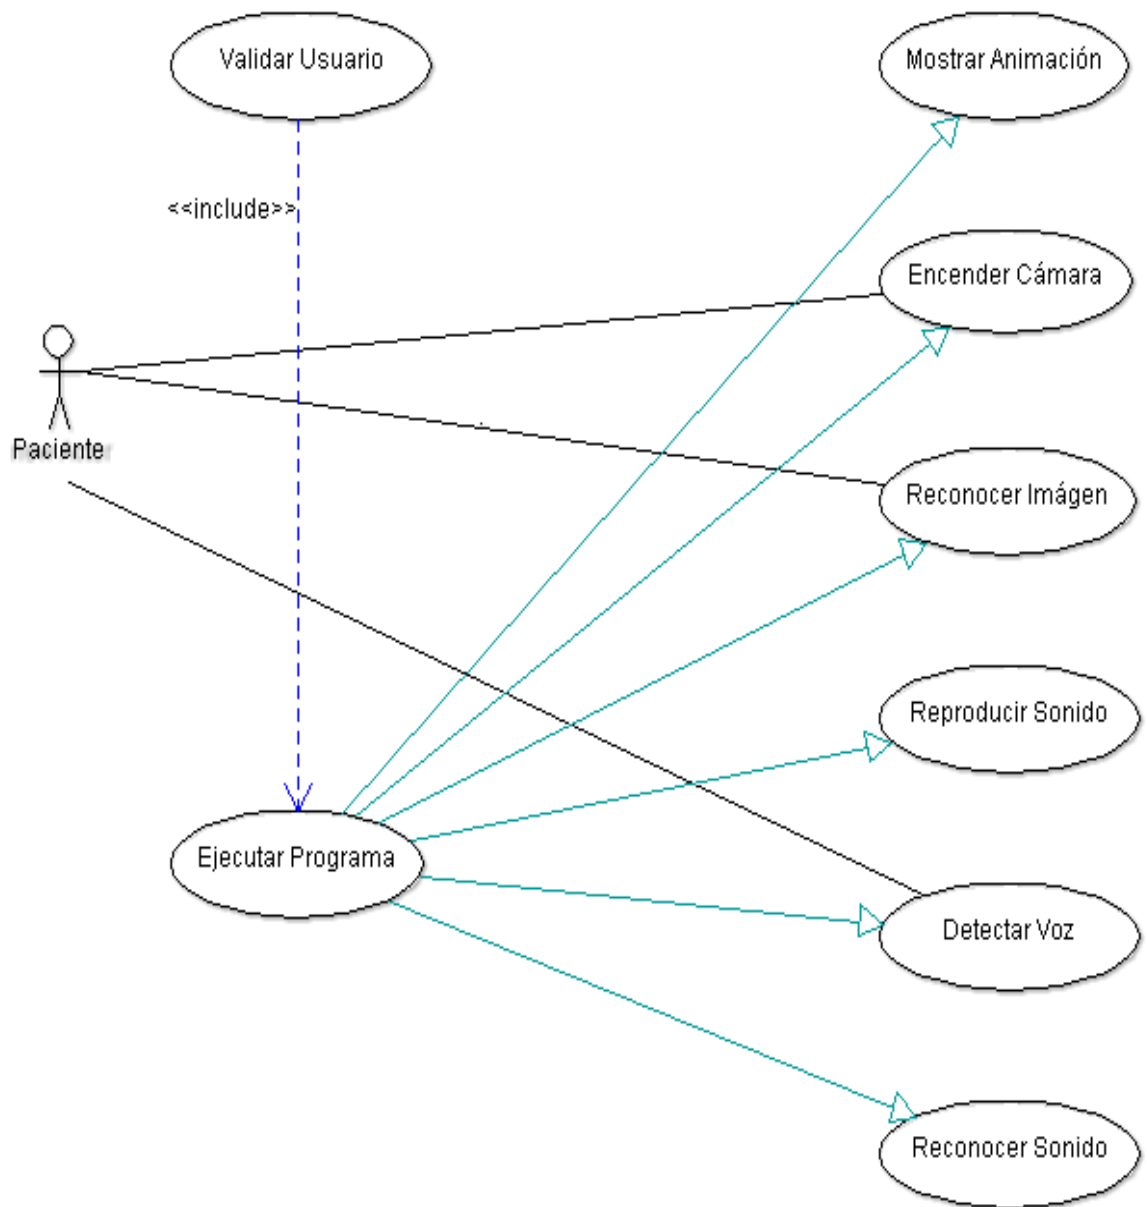 Validar Usuario
Mostrar Animación
<<include>>
Encender Cámara
Paciente
Reconocer Imágen
Reproducir Sonido
Ejecutar Programa
Detectar Voz
Reconocer Sonido